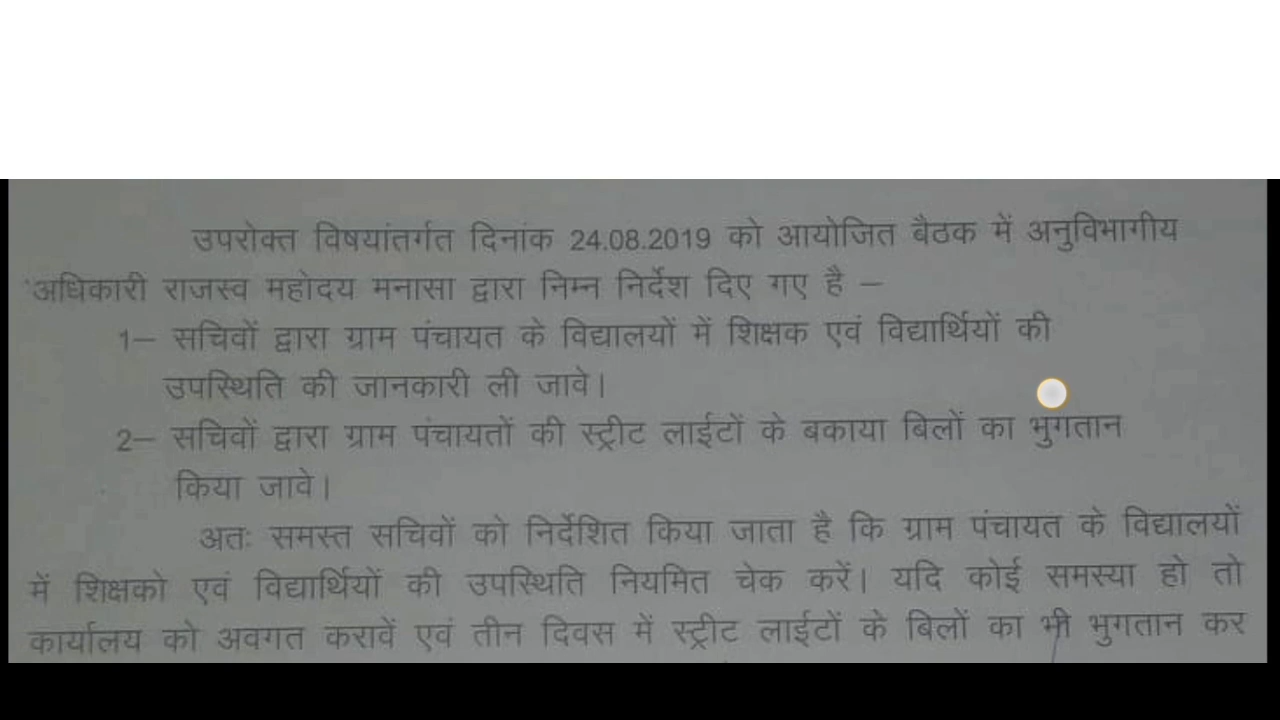 उपरोक्त विषयांतर्गत दिनांक 24.08.2019 को आयोजित बैठक में अनुविभागीय
अधिकारी राजस्व महोदय मनासा द्वारा निम्न निर्देश दिए गए है –
1– सचिवों द्वारा ग्राम पंचायत के विद्यालयों में शिक्षक एवं विद्यार्थियों की
उपस्थिति की जानकारी ली जावे।
2– सचिवों द्वारा ग्राम पंचायतों की स्ट्रीट लाईटों के बकाया बिलों का भुगतान
किया जावे।
अतः समस्त सचिवों को निर्देशित किया जाता है कि ग्राम पंचायत के विद्यालयों
में शिक्षको एवं विद्यार्थियों की उपस्थिति नियमित चेक करें। यदि कोई समस्या हो तो
कार्यालय को अवगत करावें एवं तीन दिवस में स्ट्रीट लाईटों के बिलों का भी भुगतान कर